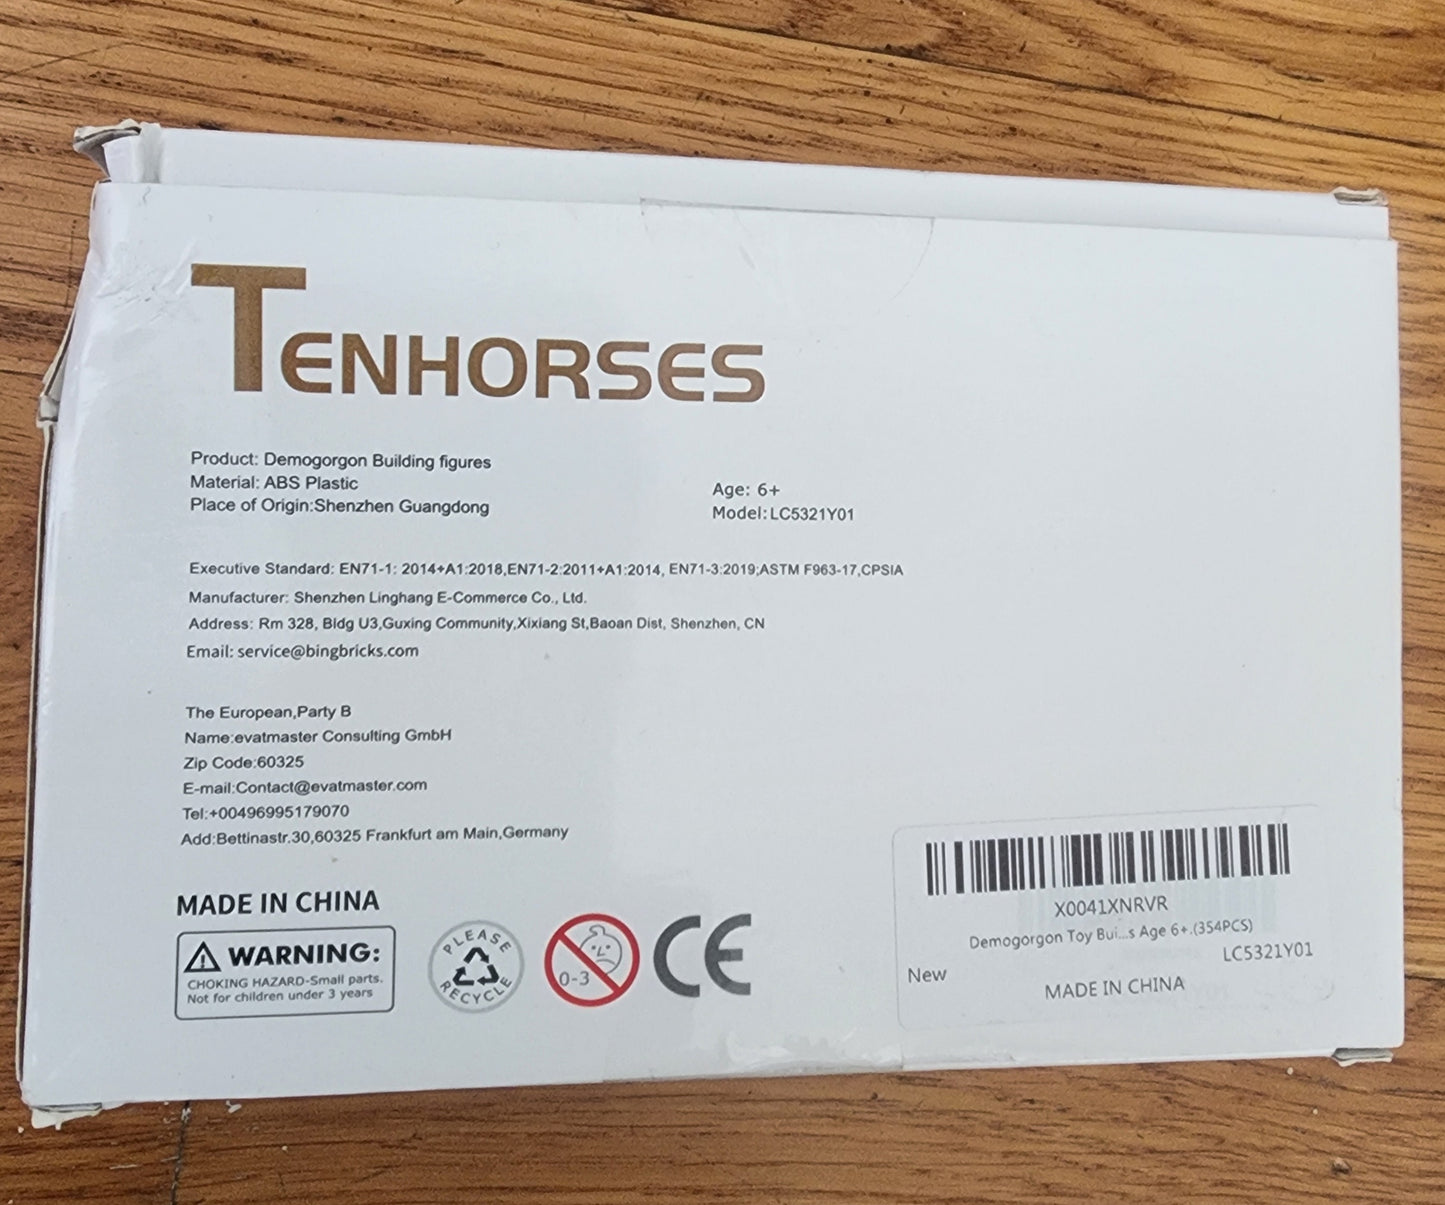 TENHORSES
Product: Demogorgon Building figures
Material: ABS Plastic
Place of Origin:Shenzhen Guangdong
Age: 6+
Model:LC5321Y01
Executive Standard: EN71-1: 2014+A1:2018,EN71-2:2011+A1:2014, EN71-3:2019;ASTM F963-17,CPSIA
Manufacturer: Shenzhen Linghang E-Commerce Co., Ltd.
Address: Rm 328, Bldg U3,Guxing Community,Xixiang St,Baoan Dist, Shenzhen, CN
Email: service@bingbricks.com
The European,Party B
Name:evatmaster Consulting GmbH
Zip Code:60325
E-mail:Contact@evatmaster.com
Tel:+00496995179070
Add:Bettinastr.30,60325 Frankfurt am Main,Germany
MADE IN CHINA
WARNING:
CHOKING HAZARD-Small parts.
Not for children under 3 years
PLEASE
RECYCLE
0-3
CE
X0041XNRVR
Demogorgon Toy Bui...s Age 6+.(354PCS)
LC5321Y01
New
MADE IN CHINA